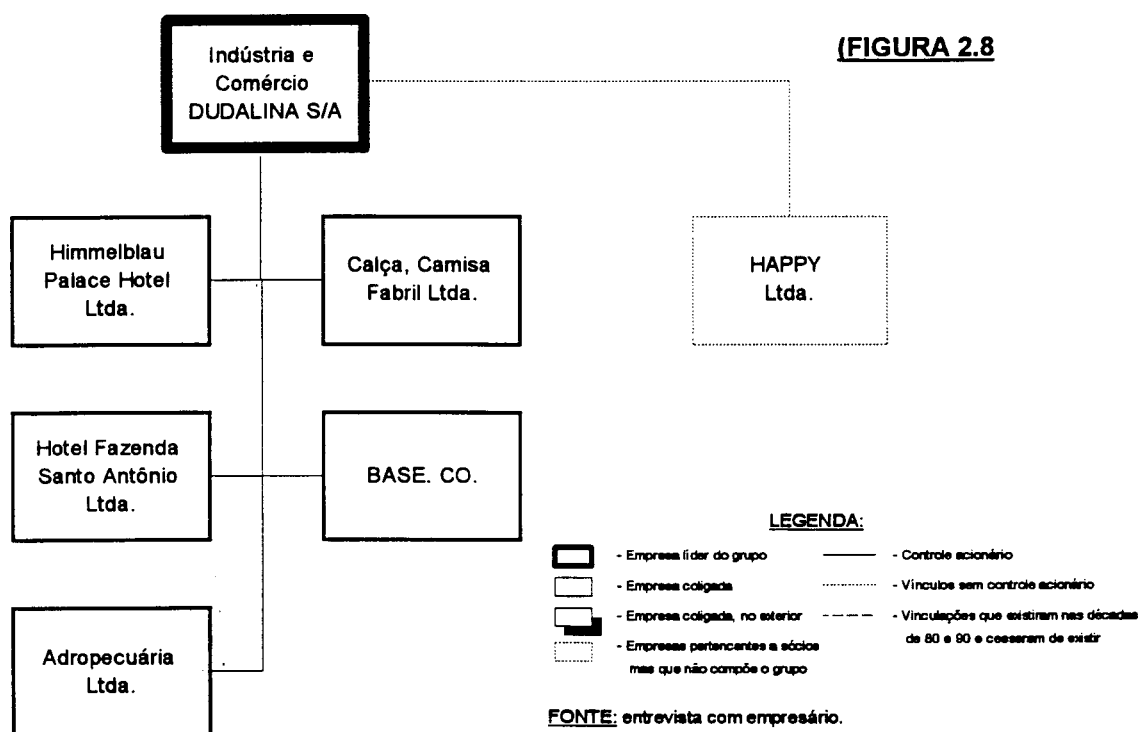 (FIGURA 2.8
Indústria e
Comércio
DUDALINA S/A
Himmelblau
Palace Hotel
Ltda.
Calça, Camisa
Fabril Ltda.
HAPPY
Ltda.
Hotel Fazenda
Santo Antônio
Ltda.
BASE. CO.
Adropecuária
Ltda.
LEGENDA:
- Empresa líder do grupo
- Empresa coligada
- Empresa coligada, no exterior
- Empresas pertencentes a sócios
mas que não compõe o grupo
- Controle acionário
- Vínculos sem controle acionário
- Vinculações que existiram nas décadas
de 80 e 90 e cessaram de existir
FONTE: entrevista com empresário.